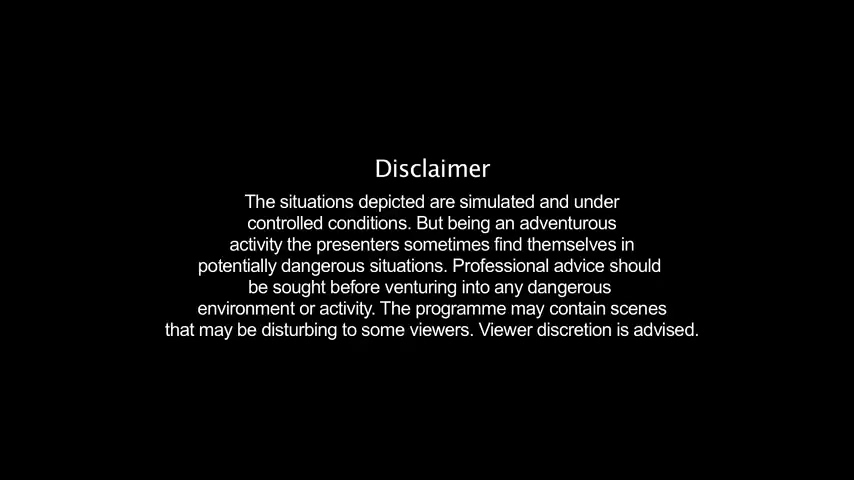 Disclaimer
The situations depicted are simulated and under
controlled conditions. But being an adventurous
activity the presenters sometimes find themselves in
potentially dangerous situations. Professional advice should
be sought before venturing into any dangerous
environment or activity. The programme may contain scenes
that may be disturbing to some viewers. Viewer discretion is advised.